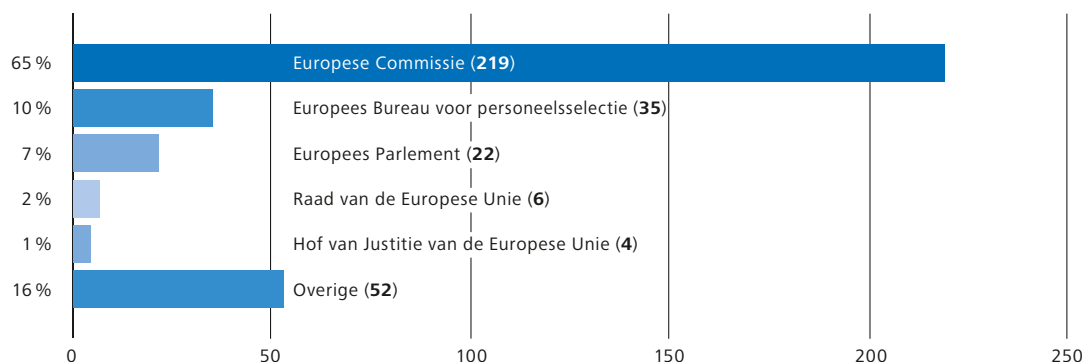 65 % Europese Commissie (219)
10 % Europees Bureau voor personeelsselectie (35)
7 % Europees Parlement (22)
2 % Raad van de Europese Unie (6)
1 % Hof van Justitie van de Europese Unie (4)
16 % Overige (52)
0 50 100 150 200 250